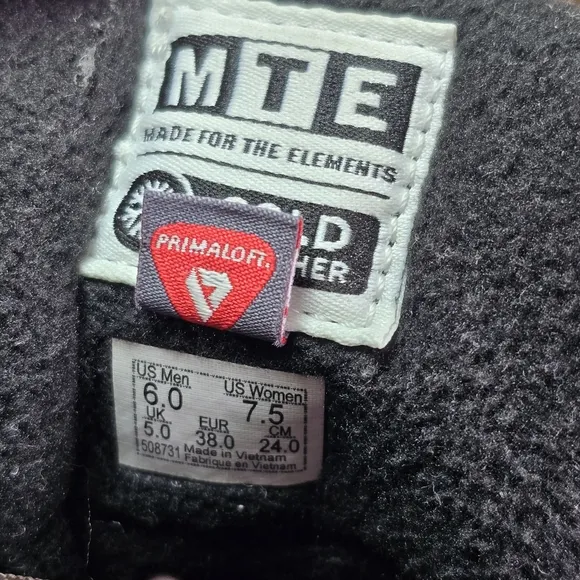 MTE
MADE FOR THE ELEMENTS
PRIMALOFT
US Men US Women
6.0 7.5
UK EUR CM
5.0 38.0 24.0
508731 Made in Vietnam
Fabrique en Vietnam